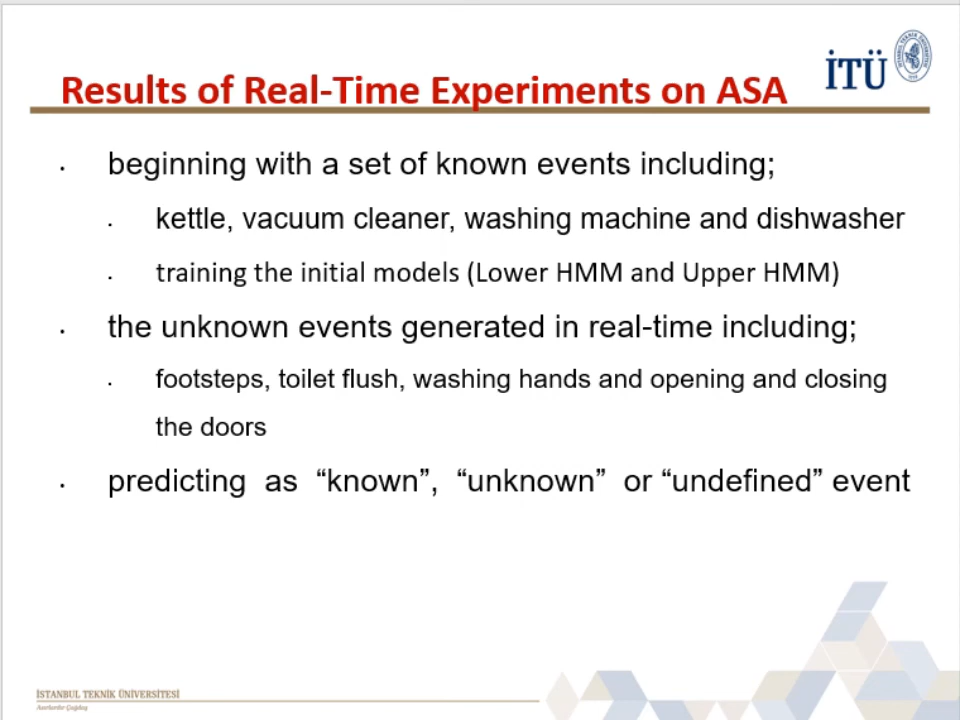 Results of Real-Time Experiments on ASA
İTÜ
· beginning with a set of known events including;
· kettle, vacuum cleaner, washing machine and dishwasher
· training the initial models (Lower HMM and Upper HMM)
· the unknown events generated in real-time including;
· footsteps, toilet flush, washing hands and opening and closing
the doors
· predicting as “known”, “unknown” or “undefined” event
İSTANBUL TEKNİK ÜNİVERSİTESİ
Asırlardır Çağdaş